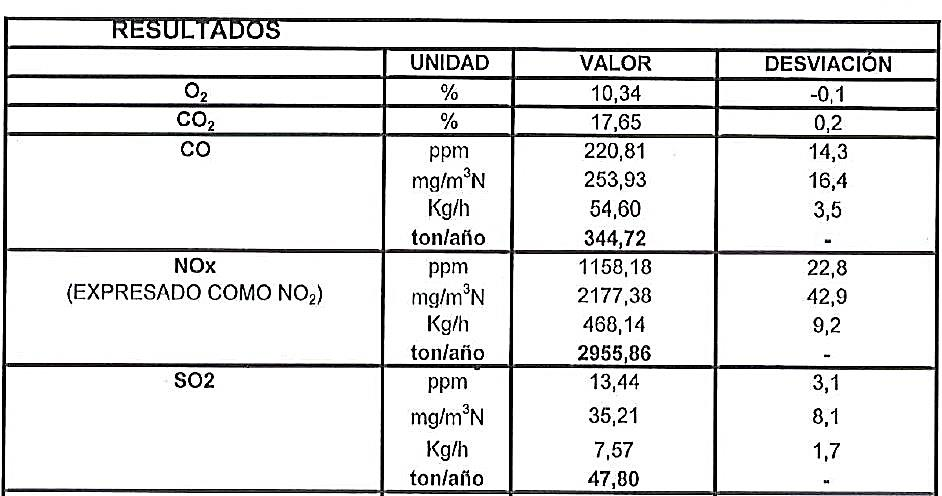 RESULTADOS
UNIDAD VALOR DESVIACIÓN
O₂ % 10,34 -0,1
CO₂ % 17,65 0,2
CO ppm 220,81 14,3
mg/m³N 253,93 16,4
Kg/h 54,60 3,5
ton/año 344,72 -
NOx ppm 1158,18 22,8
(EXPRESADO COMO NO₂) mg/m³N 2177,38 42,9
Kg/h 468,14 9,2
ton/año 2955,86 -
SO2 ppm 13,44 3,1
mg/m³N 35,21 8,1
Kg/h 7,57 1,7
ton/año 47,80 -